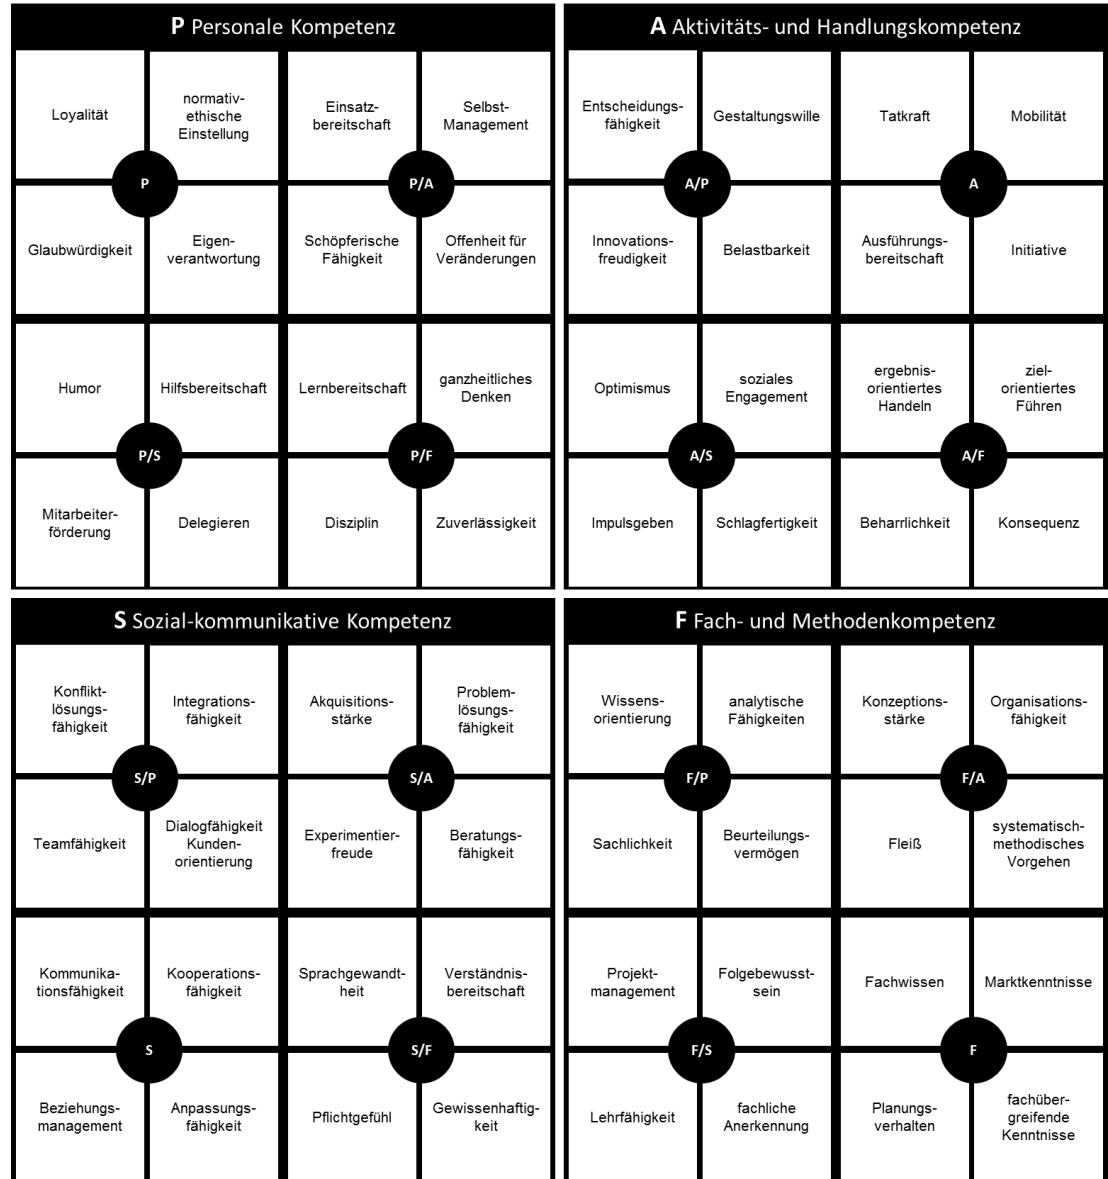 P Personale Kompetenz
Loyalität
normativ-
ethische
Einstellung
Einsatz-
bereitschaft
Selbst-
Management
P
P/A
Glaubwürdigkeit
Eigen-
verantwortung
Schöpferische
Fähigkeit
Offenheit für
Veränderungen
Humor
Hilfsbereitschaft
Lernbereitschaft
ganzheitliches
Denken
P/S
P/F
Mitarbeiter-
förderung
Delegieren
Disziplin
Zuverlässigkeit
A Aktivitäts- und Handlungskompetenz
Entscheidungs-
fähigkeit
Gestaltungswille
Tatkraft
Mobilität
A/P
A
Innovations-
freudigkeit
Belastbarkeit
Ausführungs-
bereitschaft
Initiative
Optimismus
soziales
Engagement
ergebnis-
orientiertes
Handeln
ziel-
orientiertes
Führen
A/S
A/F
Impulsgeben
Schlagfertigkeit
Beharrlichkeit
Konsequenz
S Sozial-kommunikative Kompetenz
Konflikt-
lösungs-
fähigkeit
Integrations-
fähigkeit
Akquisitions-
stärke
Problem-
lösungs-
fähigkeit
S/P
S/A
Teamfähigkeit
Dialogfähigkeit
Kunden-
orientierung
Experimentier-
freude
Beratungs-
fähigkeit
Kommunika-
tionsfähigkeit
Kooperations-
fähigkeit
Sprachgewandt-
heit
Verständnis-
bereitschaft
S
S/F
Beziehungs-
management
Anpassungs-
fähigkeit
Pflichtgefühl
Gewissenhaftig-
keit
F Fach- und Methodenkompetenz
Wissens-
orientierung
analytische
Fähigkeiten
Konzeptions-
stärke
Organisations-
fähigkeit
F/P
F/A
Sachlichkeit
Beurteilungs-
vermögen
Fleiß
systematisch-
methodisches
Vorgehen
Projekt-
management
Folgebewusst-
sein
Fachwissen
Marktkenntnisse
F/S
F
Lehrfähigkeit
fachliche
Anerkennung
Planungs-
verhalten
fachüber-
greifende
Kenntnisse